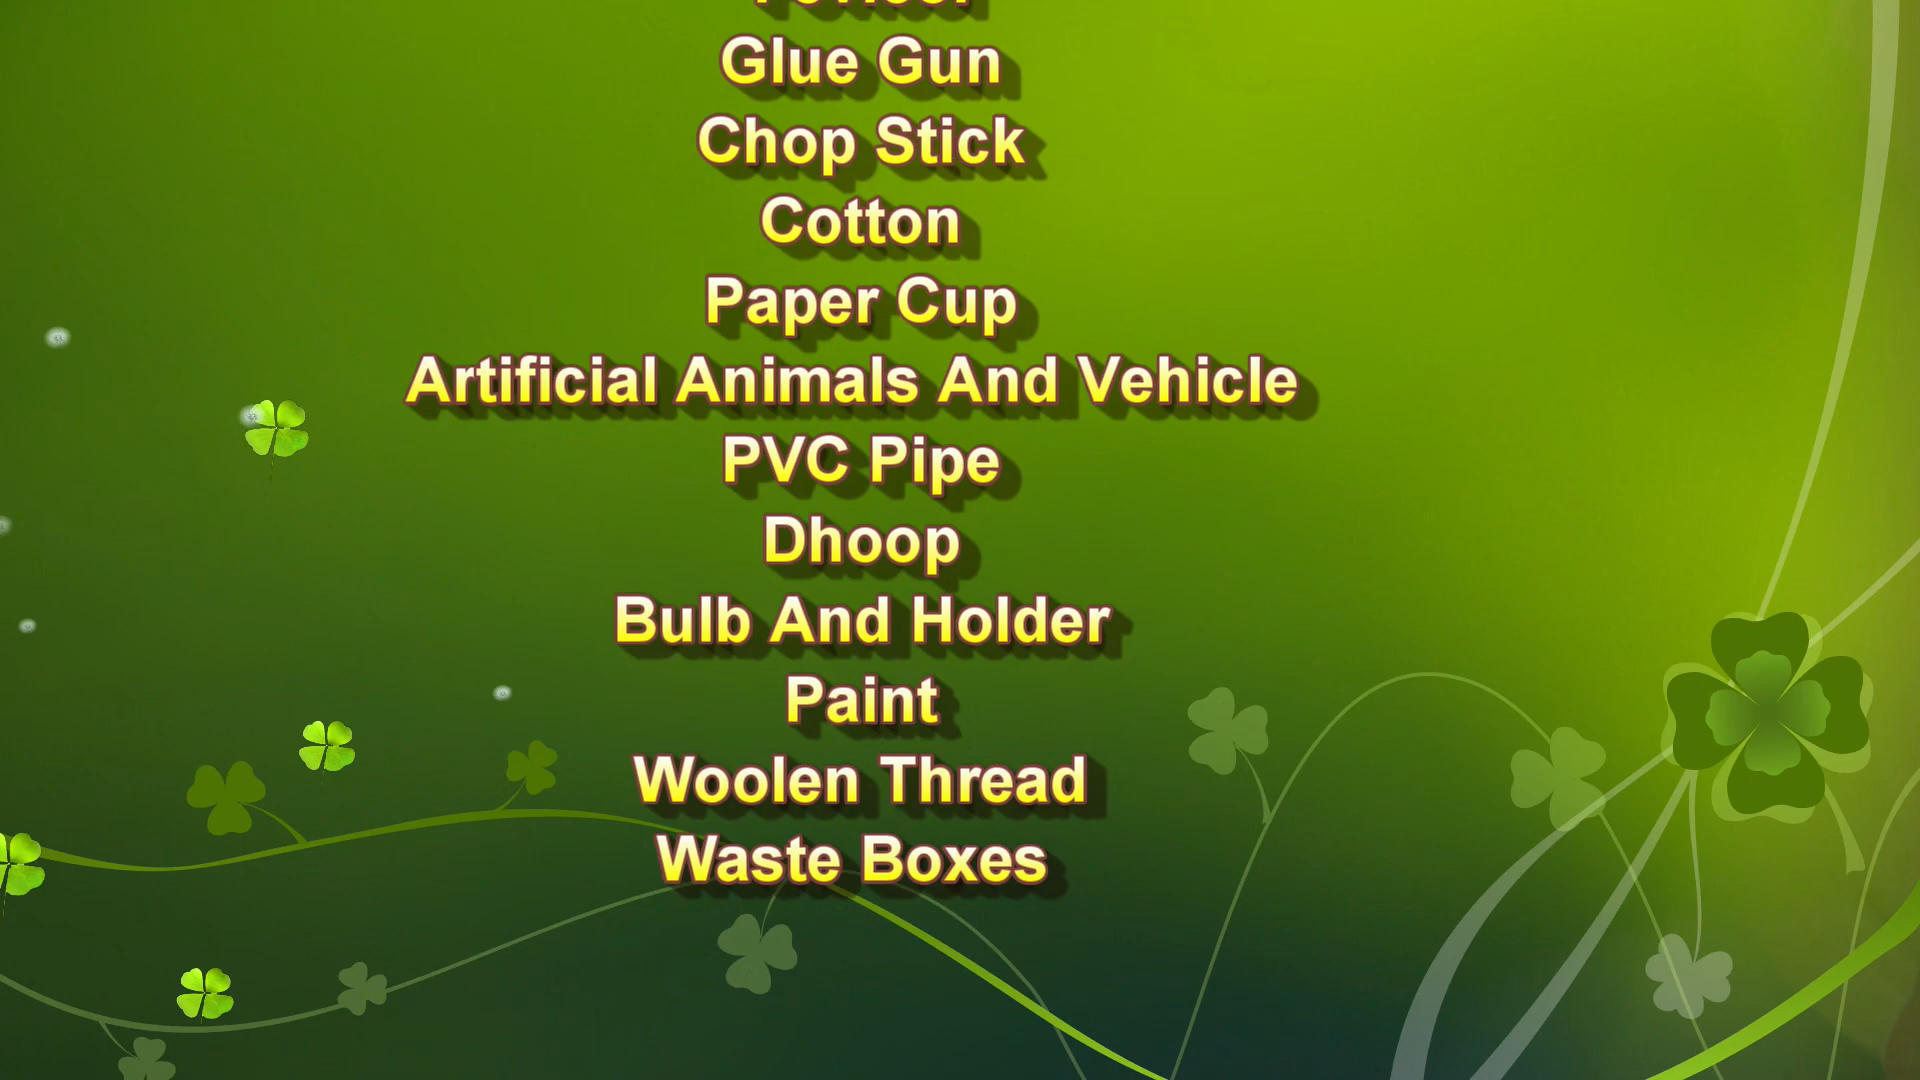 Glue Gun
Chop Stick
Cotton
Paper Cup
Artificial Animals And Vehicle
PVC Pipe
Dhoop
Bulb And Holder
Paint
Woolen Thread
Waste Boxes